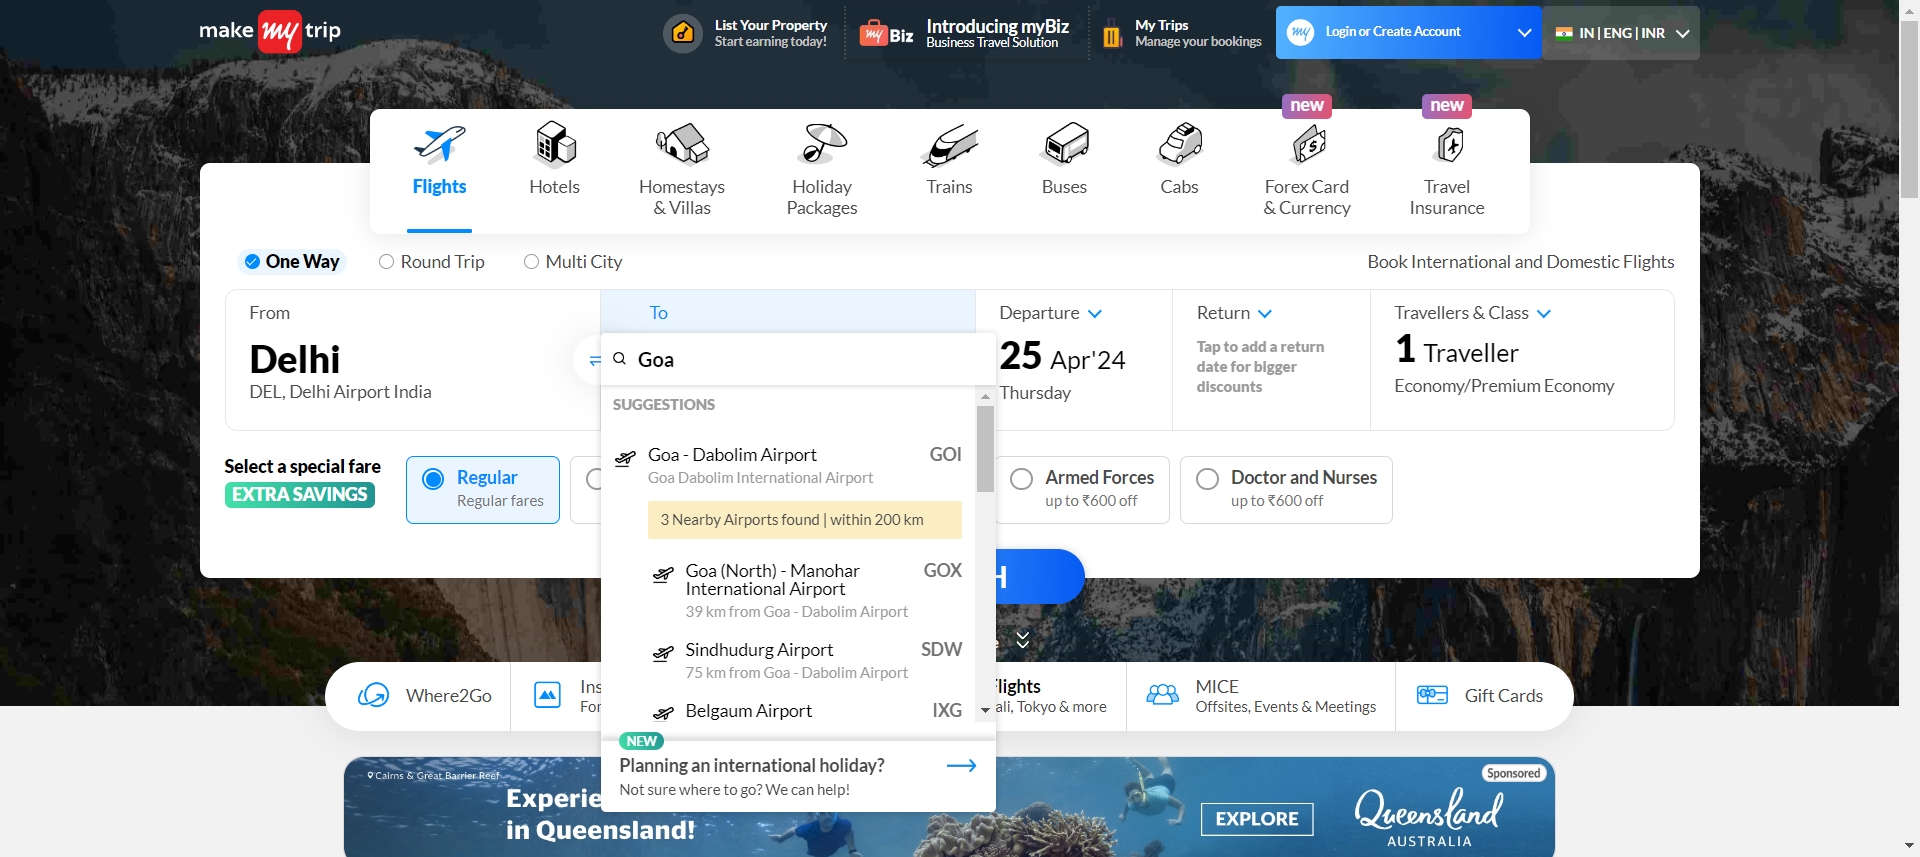 make my trip
List Your Property
Start earning today!
my Biz
Introducing myBiz
Business Travel Solution
My Trips
Manage your bookings
my
Login or Create Account
IN | ENG | INR
new
new
Flights
Hotels
Homestays
& Villas
Holiday
Packages
Trains
Buses
Cabs
Forex Card
& Currency
Travel
Insurance
One Way
Round Trip
Multi City
Book International and Domestic Flights
From
Delhi
DEL, Delhi Airport India
To
Goa
Departure
25 Apr'24
Thursday
Return
Tap to add a return
date for bigger
discounts
Travellers & Class
1 Traveller
Economy/Premium Economy
SUGGESTIONS
Goa - Dabolim Airport GOI
Goa Dabolim International Airport
3 Nearby Airports found | within 200 km
Goa (North) - Manohar
International Airport GOX
39 km from Goa - Dabolim Airport
Sindhudurg Airport SDW
75 km from Goa - Dabolim Airport
Belgaum Airport IXG
NEW
Planning an international holiday?
Not sure where to go? We can help!
Select a special fare
EXTRA SAVINGS
Regular
Regular fares
Armed Forces
up to ₹600 off
Doctor and Nurses
up to ₹600 off
H
Where2Go
Ins
For
Flights
ali, Tokyo & more
MICE
Offsites, Events & Meetings
Gift Cards
Cairns & Great Barrier Reef
Experie
in Queensland!
EXPLORE
Sponsored
Queensland
AUSTRALIA